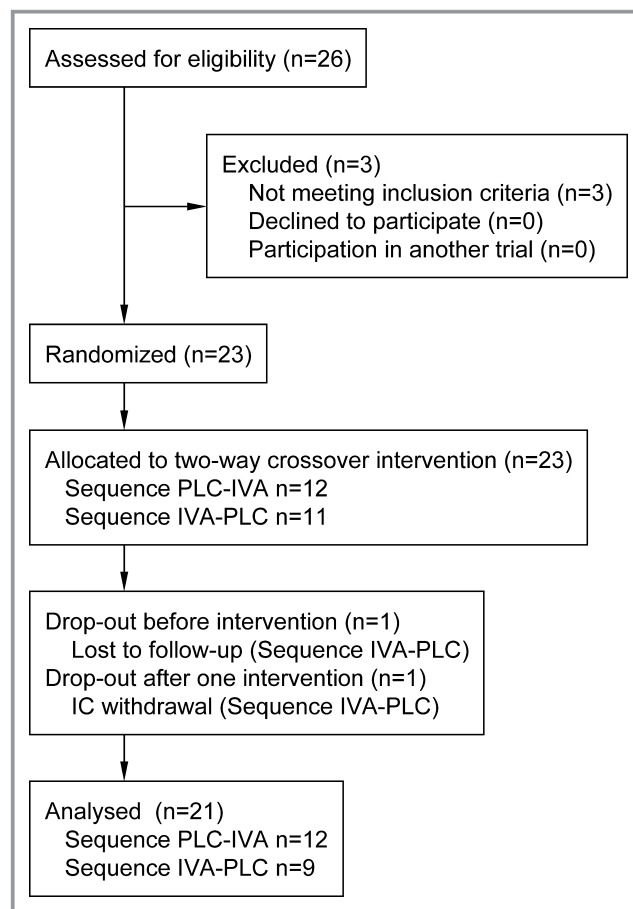 Assessed for eligibility (n=26)
Excluded (n=3)
Not meeting inclusion criteria (n=3)
Declined to participate (n=0)
Participation in another trial (n=0)
Randomized (n=23)
Allocated to two-way crossover intervention (n=23)
Sequence PLC-IVA n=12
Sequence IVA-PLC n=11
Drop-out before intervention (n=1)
Lost to follow-up (Sequence IVA-PLC)
Drop-out after one intervention (n=1)
IC withdrawal (Sequence IVA-PLC)
Analysed (n=21)
Sequence PLC-IVA n=12
Sequence IVA-PLC n=9